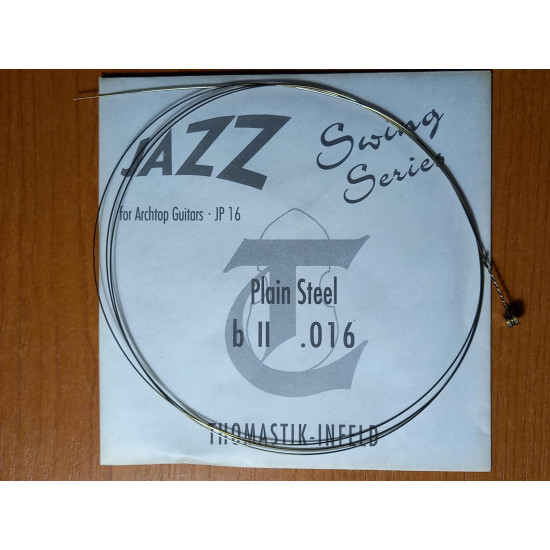 JAZZ
Swing
Series
for Archtop Guitars · JP 16
Plain Steel
b II .016
THOMASTIK-INFELD